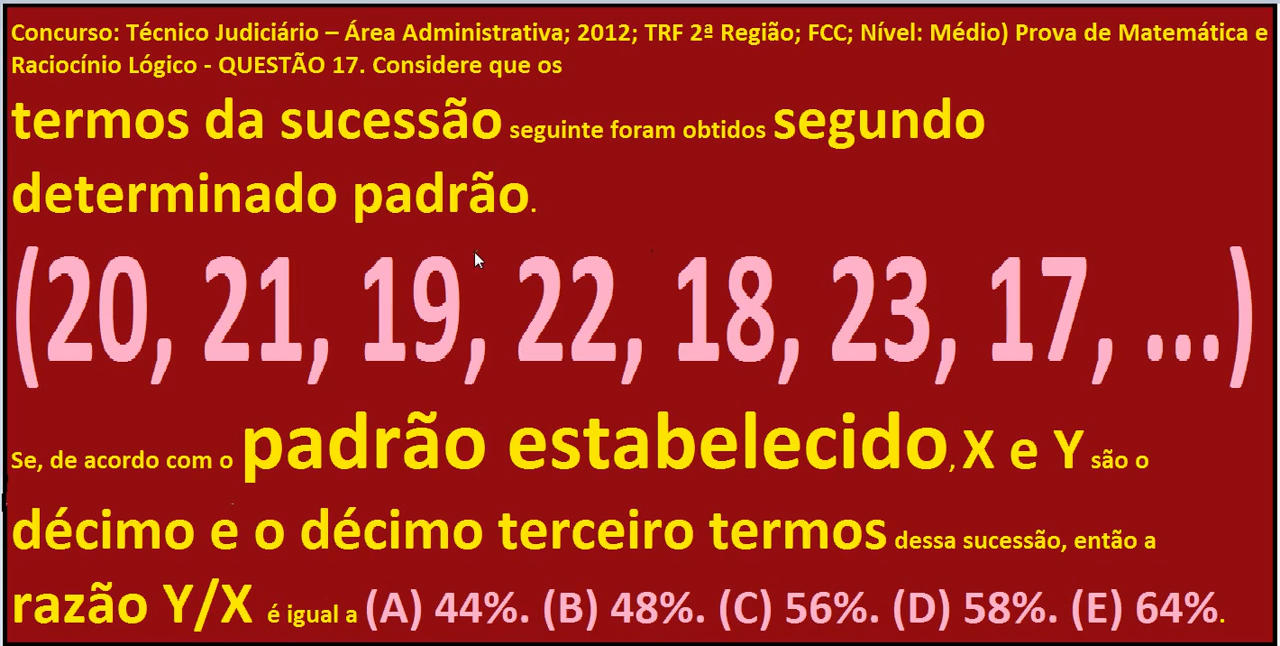 Concurso: Técnico Judiciário – Área Administrativa; 2012; TRF 2ª Região; FCC; Nível: Médio) Prova de Matemática e
Raciocínio Lógico - QUESTÃO 17. Considere que os
termos da sucessão seguinte foram obtidos segundo
determinado padrão.
(20, 21, 19, 22, 18, 23, 17, ...)
Se, de acordo com o padrão estabelecido, X e Y são o
décimo e o décimo terceiro termos dessa sucessão, então a
razão Y/X é igual a (A) 44%. (B) 48%. (C) 56%. (D) 58%. (E) 64%.